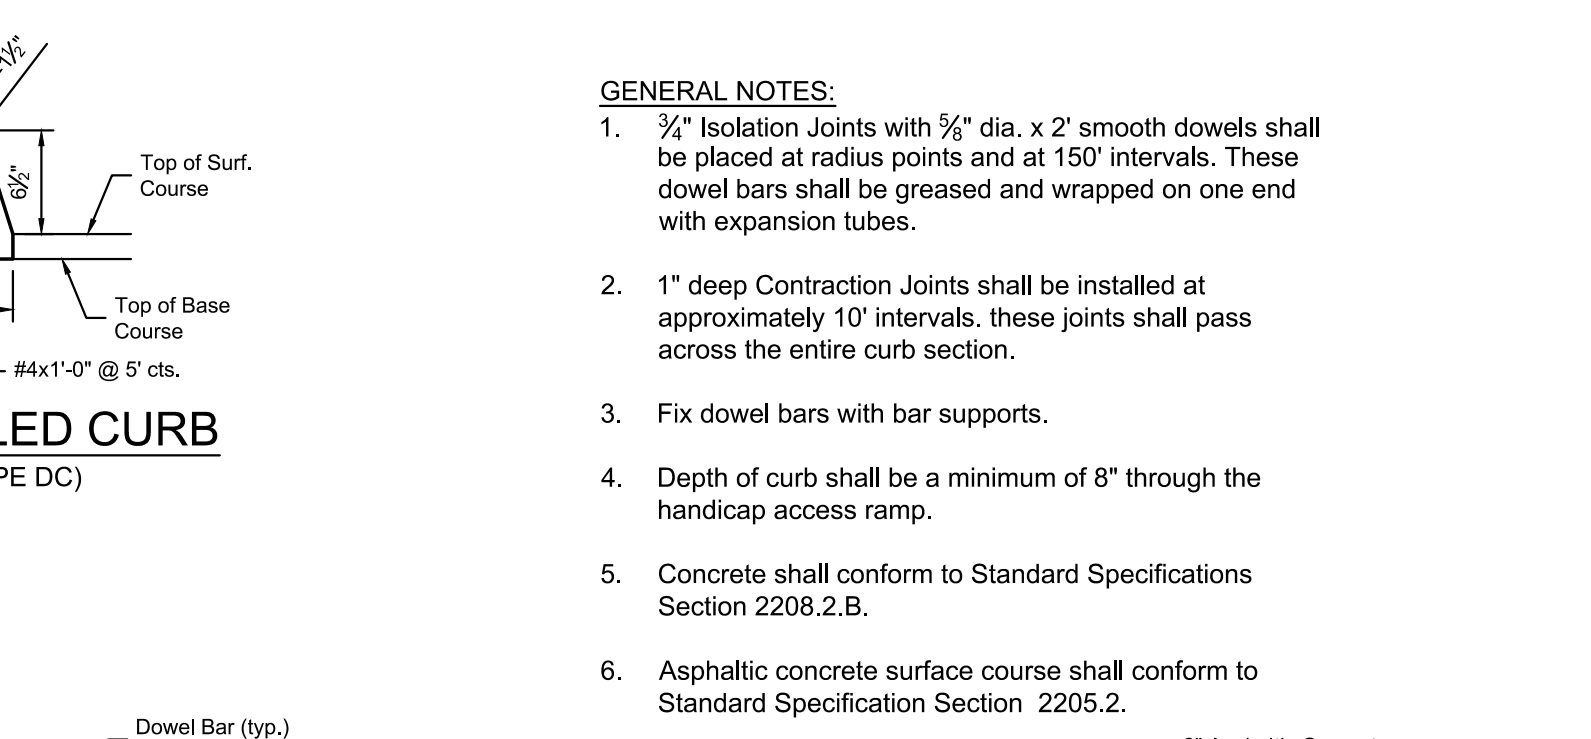 1½"
6½"
Top of Surf.
Course
Top of Base
Course
#4x1'-0" @ 5' cts.
LED CURB
PE DC)
Dowel Bar (typ.)
GENERAL NOTES:
1. ¾" Isolation Joints with ⅝" dia. x 2' smooth dowels shall
be placed at radius points and at 150' intervals. These
dowel bars shall be greased and wrapped on one end
with expansion tubes.
2. 1" deep Contraction Joints shall be installed at
approximately 10' intervals. these joints shall pass
across the entire curb section.
3. Fix dowel bars with bar supports.
4. Depth of curb shall be a minimum of 8" through the
handicap access ramp.
5. Concrete shall conform to Standard Specifications
Section 2208.2.B.
6. Asphaltic concrete surface course shall conform to
Standard Specification Section 2205.2.